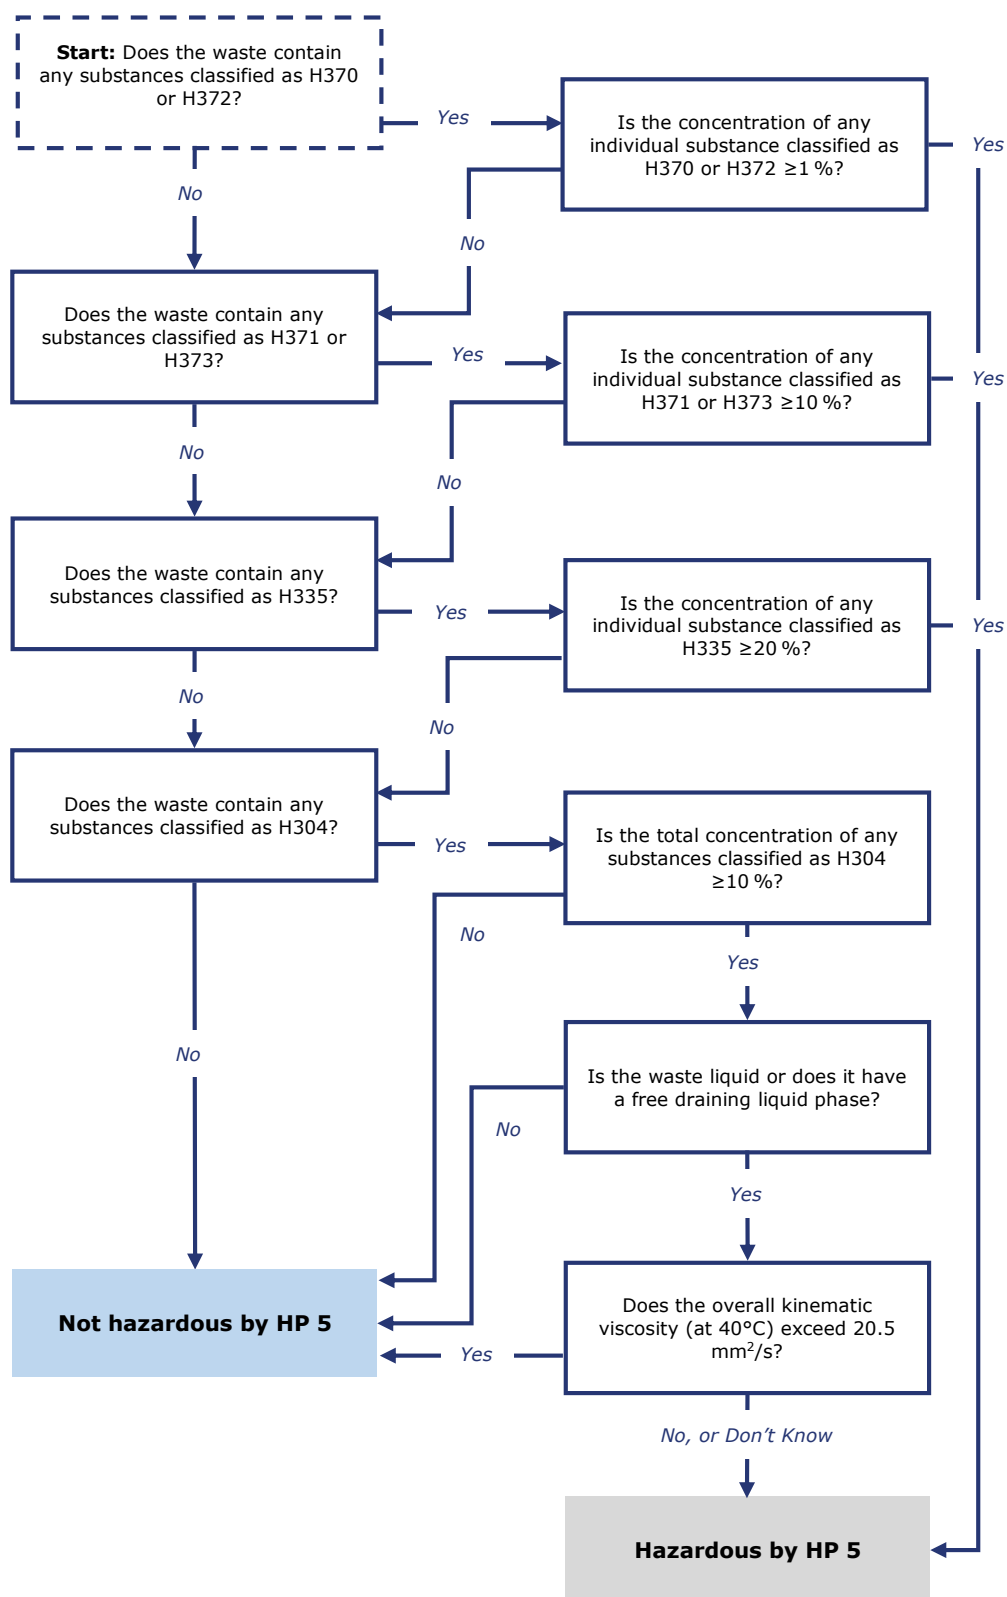 Start: Does the waste contain
any substances classified as H370
or H372?
Yes
Is the concentration of any
individual substance classified as
H370 or H372 ≥1 %?
Yes
No
No
Does the waste contain any
substances classified as H371 or
H373?
Yes
Is the concentration of any
individual substance classified as
H371 or H373 ≥10 %?
Yes
No
No
Does the waste contain any
substances classified as H335?
Yes
Is the concentration of any
individual substance classified as
H335 ≥20 %?
Yes
No
No
Does the waste contain any
substances classified as H304?
Yes
Is the total concentration of any
substances classified as H304
≥10 %?
No
Yes
No
Is the waste liquid or does it have
a free draining liquid phase?
No
Yes
Not hazardous by HP 5
Does the overall kinematic
viscosity (at 40°C) exceed 20.5
mm²/s?
Yes
No, or Don't Know
Hazardous by HP 5